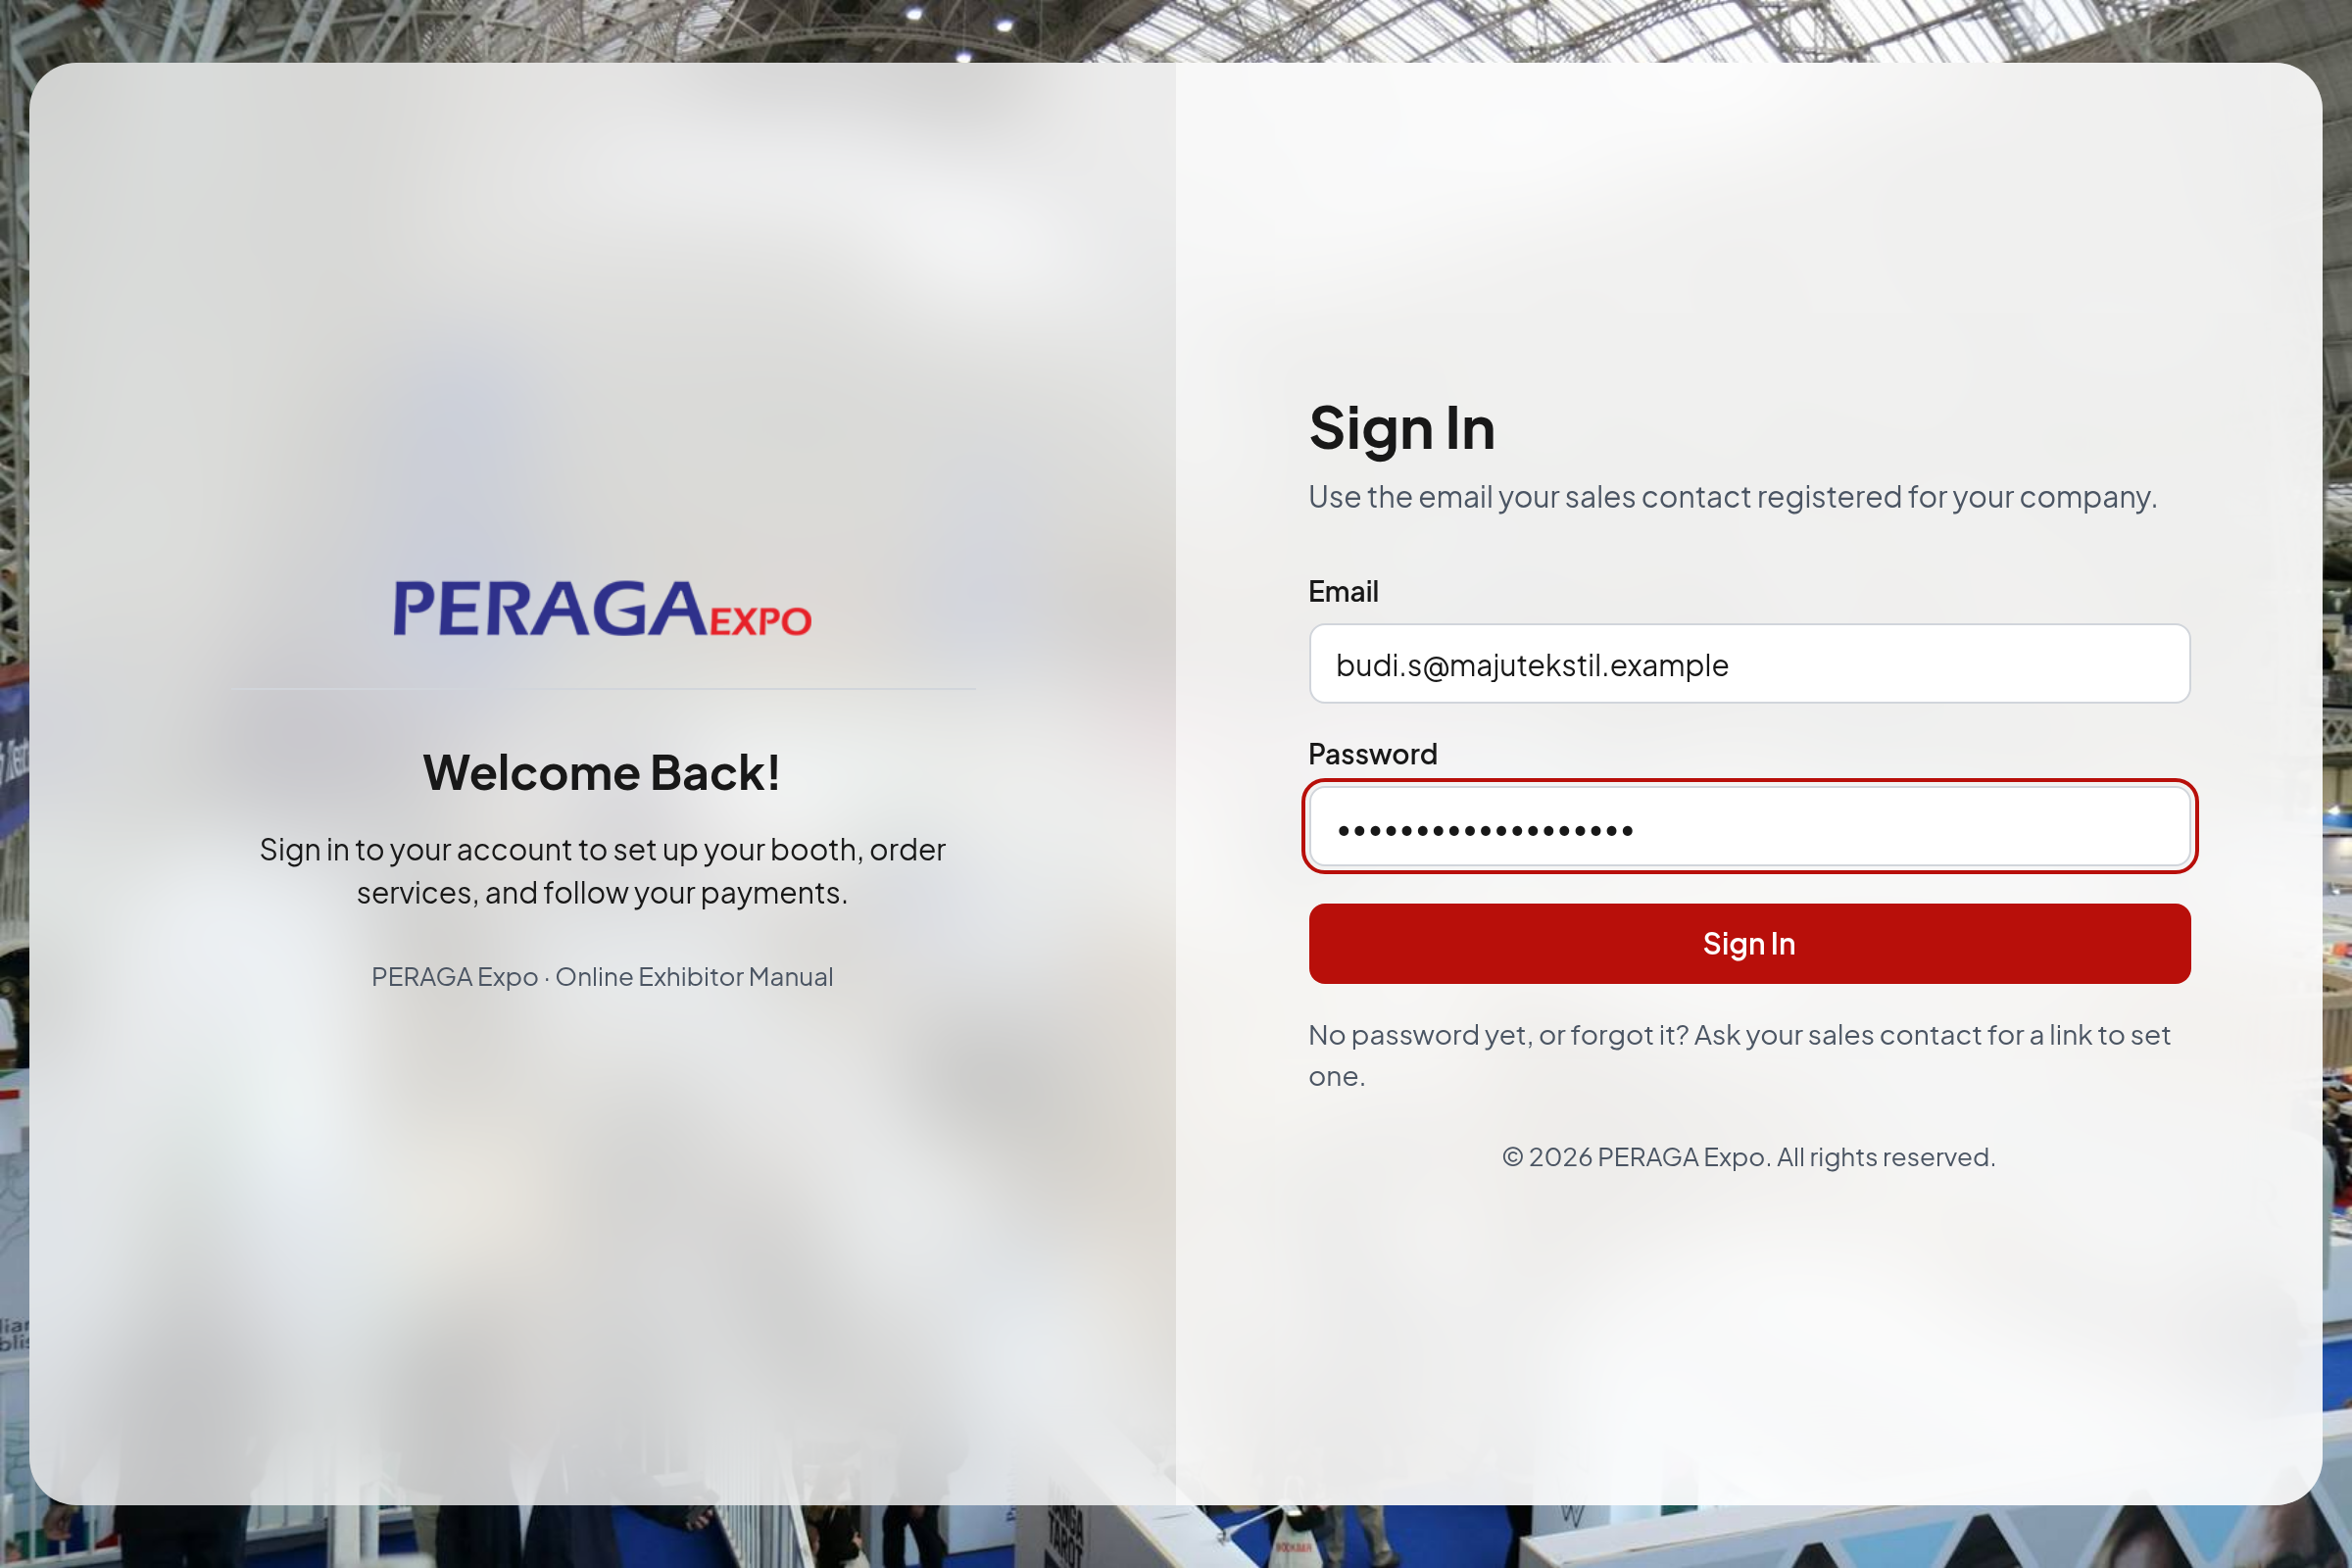 PERAGA EXPO
Welcome Back!
Sign in to your account to set up your booth, order
services, and follow your payments.
PERAGA Expo · Online Exhibitor Manual
Sign In
Use the email your sales contact registered for your company.
Email
budi.s@majutekstil.example
Password
Sign In
No password yet, or forgot it? Ask your sales contact for a link to set
one.
© 2026 PERAGA Expo. All rights reserved.